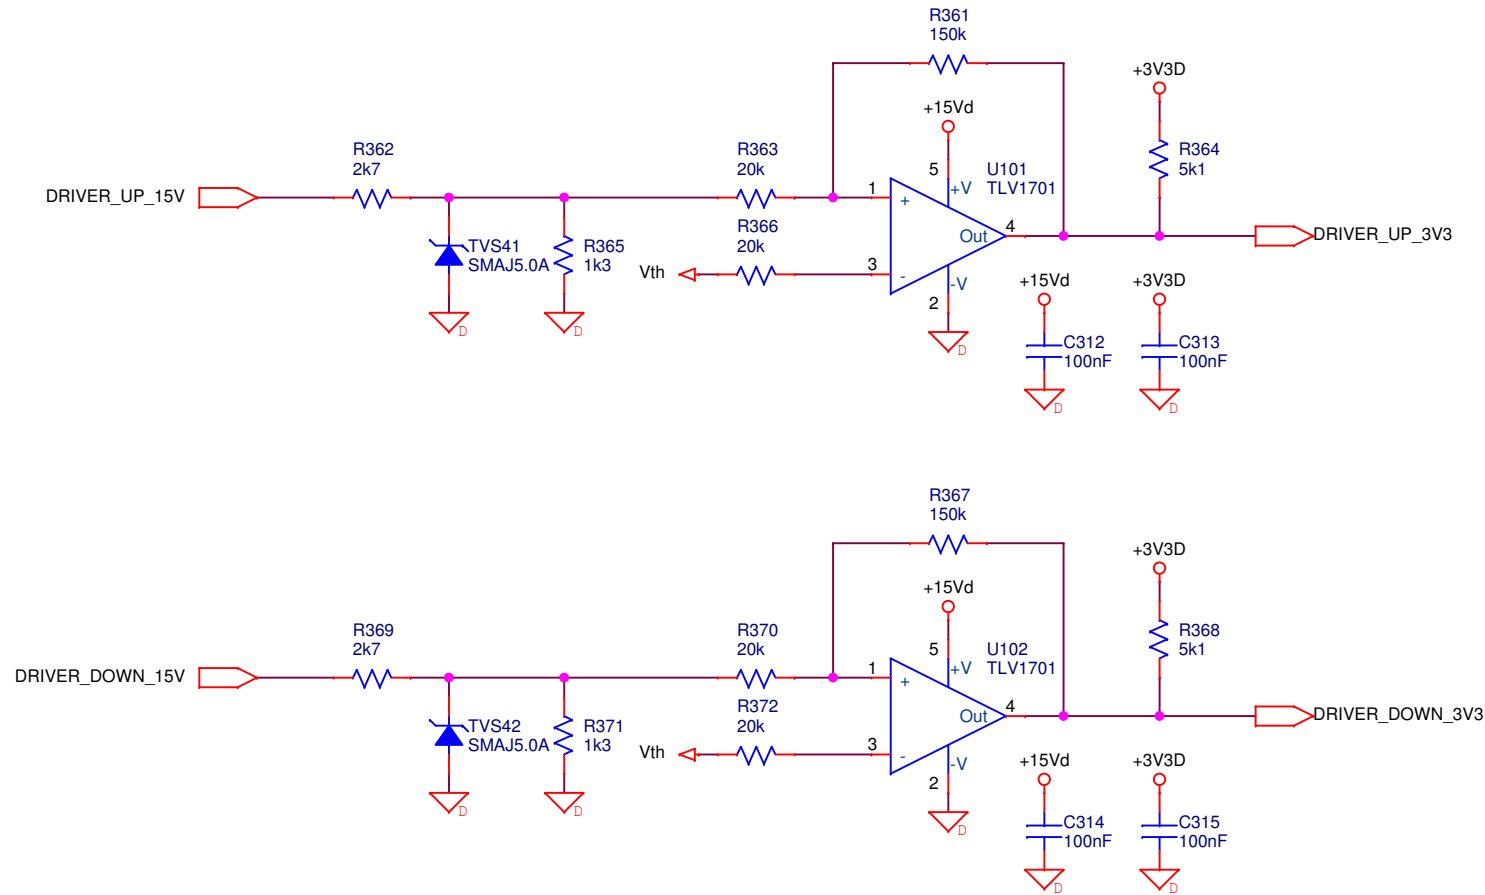 R361
150k
+3V3D
+15Vd
R362
2k7
R363
20k
R364
5k1
DRIVER_UP_15V
5
U101
TLV1701
+V
1
+
R366
20k
Out
4
DRIVER_UP_3V3
TVS41
SMAJ5.0A
R365
1k3
Vth
3
-
-V
2
+15Vd
+3V3D
D
D
D
C312
100nF
C313
100nF
D
D
R367
150k
+3V3D
+15Vd
R369
2k7
R370
20k
R368
5k1
DRIVER_DOWN_15V
5
U102
TLV1701
+V
1
+
R372
20k
Out
4
DRIVER_DOWN_3V3
TVS42
SMAJ5.0A
R371
1k3
Vth
3
-
-V
2
+15Vd
+3V3D
D
D
D
C314
100nF
C315
100nF
D
D